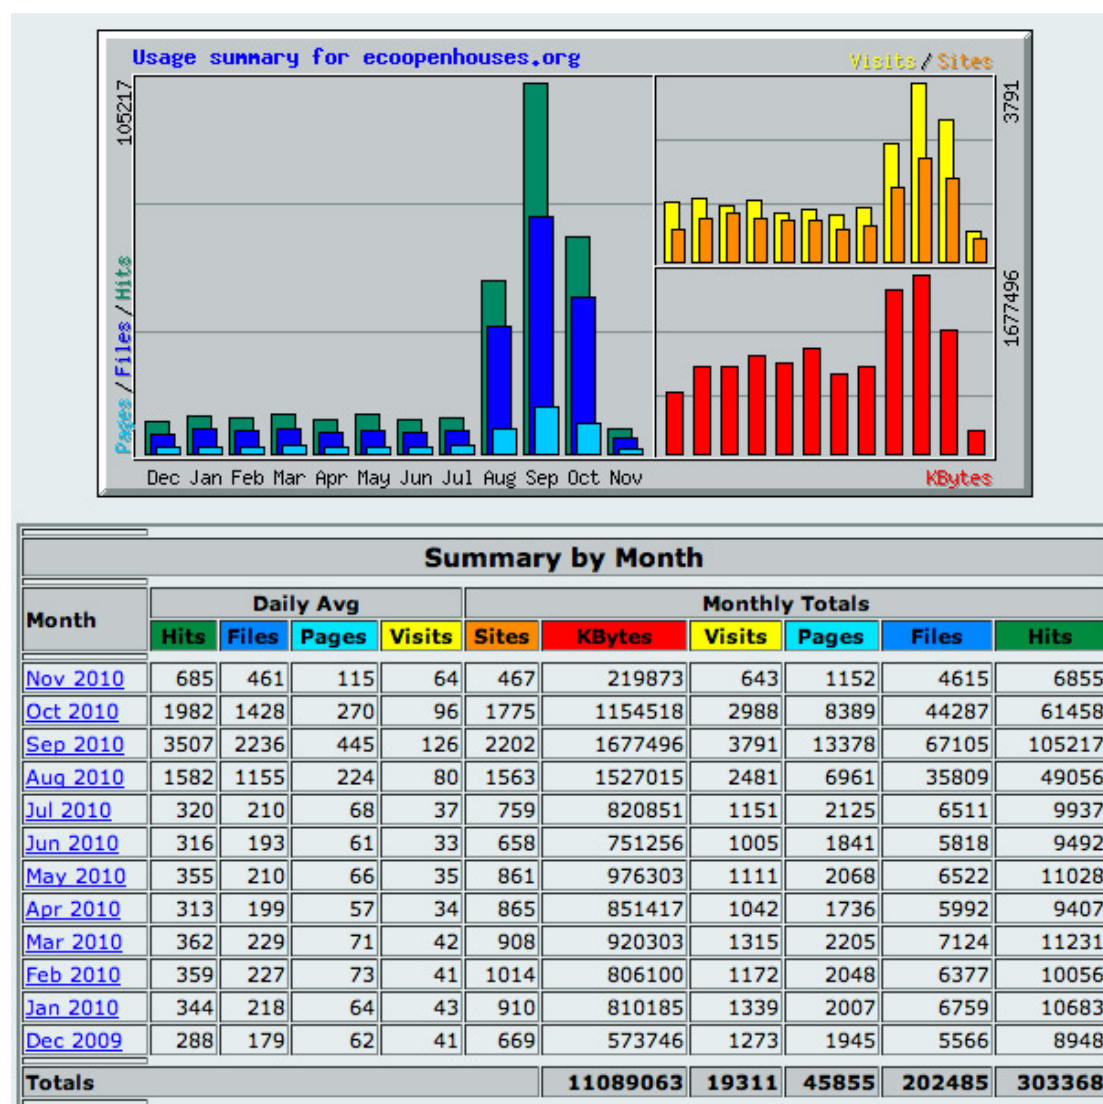 Usage summary for ecoopenhouses.org
Visits / Sites
105217
3791
Pages / Files / Hits
1677496
Dec Jan Feb Mar Apr May Jun Jul Aug Sep Oct Nov
KBytes
Summary by Month
Month Daily Avg Monthly Totals
Hits Files Pages Visits Sites KBytes Visits Pages Files Hits
Nov 2010 685 461 115 64 467 219873 643 1152 4615 6855
Oct 2010 1982 1428 270 96 1775 1154518 2988 8389 44287 61458
Sep 2010 3507 2236 445 126 2202 1677496 3791 13378 67105 105217
Aug 2010 1582 1155 224 80 1563 1527015 2481 6961 35809 49056
Jul 2010 320 210 68 37 759 820851 1151 2125 6511 9937
Jun 2010 316 193 61 33 658 751256 1005 1841 5818 9492
May 2010 355 210 66 35 861 976303 1111 2068 6522 11028
Apr 2010 313 199 57 34 865 851417 1042 1736 5992 9407
Mar 2010 362 229 71 42 908 920303 1315 2205 7124 11231
Feb 2010 359 227 73 41 1014 806100 1172 2048 6377 10056
Jan 2010 344 218 64 43 910 810185 1339 2007 6759 10683
Dec 2009 288 179 62 41 669 573746 1273 1945 5566 8948
Totals 11089063 19311 45855 202485 303368